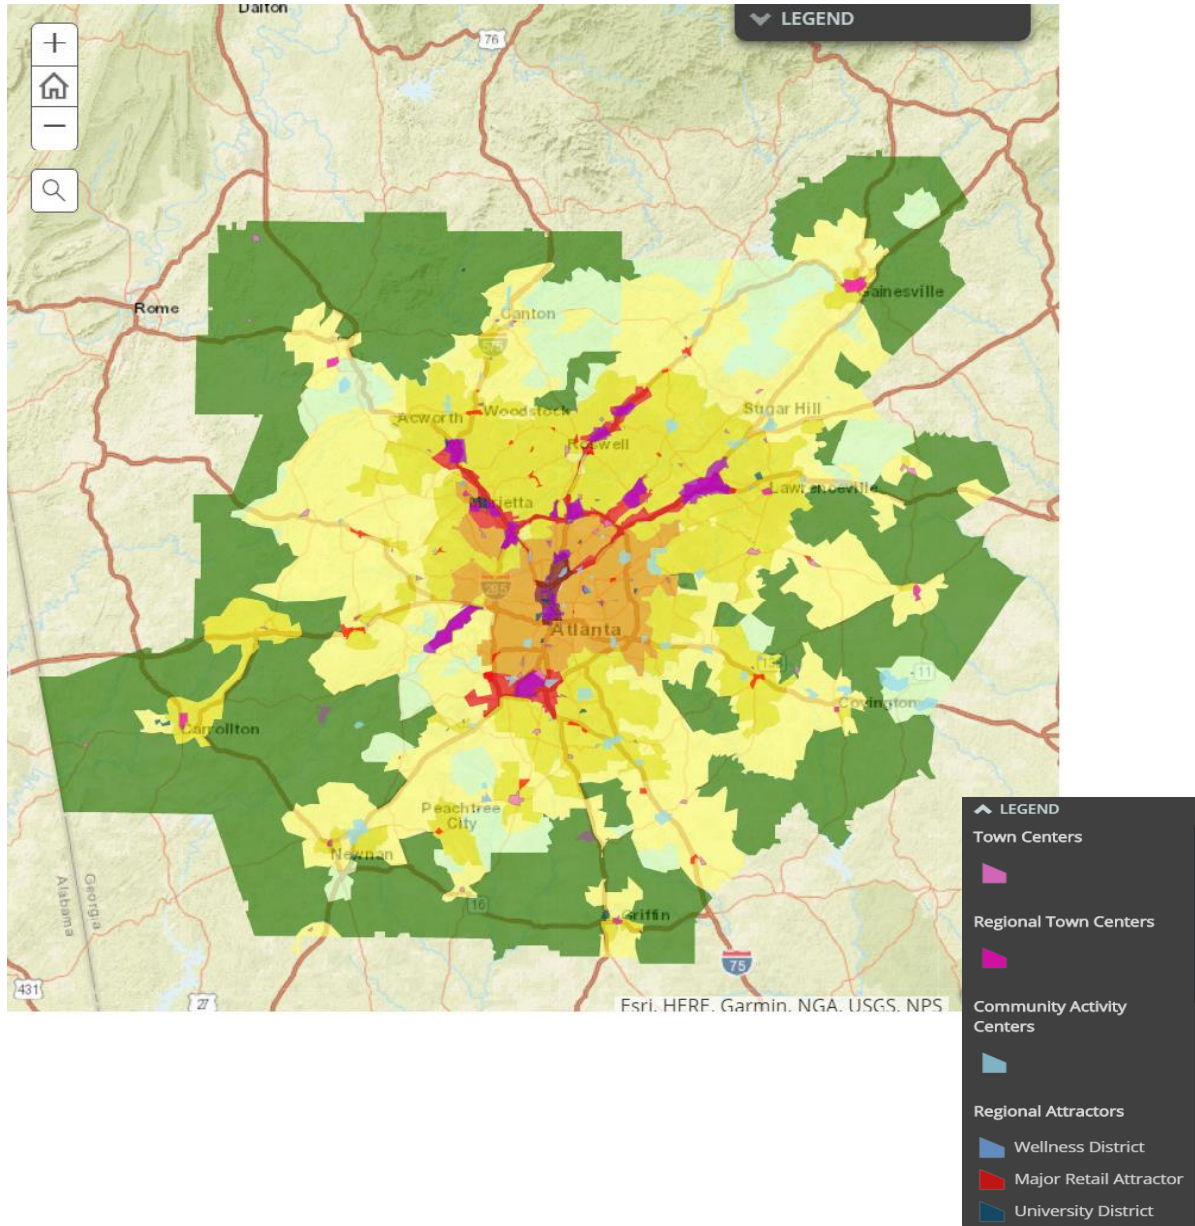 Dalton
LEGEND
76
Rome
Gainesville
Canton
575
Acworth
Woodstock
Sugar Hill
Roswell
Lawrenceville
Marietta
285
Atlanta
11
Covington
Carrollton
Peachtree
City
Newnan
16
Griffin
Alabama
Georgia
75
431
27
Esri, HERE, Garmin, NGA, USGS, NPS
LEGEND
Town Centers
Regional Town Centers
Community Activity
Centers
Regional Attractors
Wellness District
Major Retail Attractor
University District